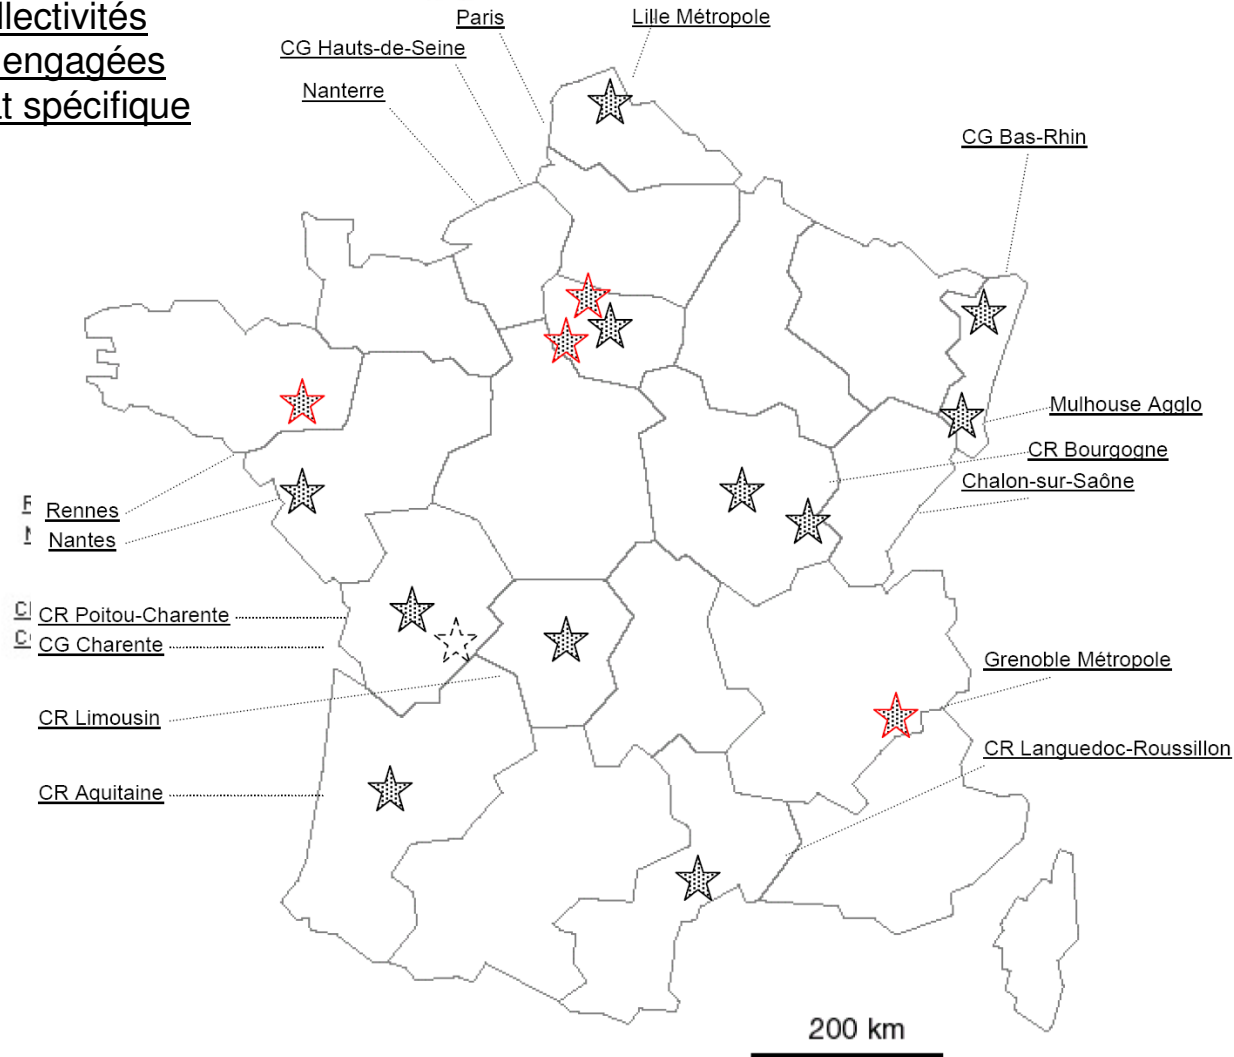 llectivités
engagées
t spécifique
Paris
Lille Métropole
CG Hauts-de-Seine
Nanterre
CG Bas-Rhin
Mulhouse Agglo
CR Bourgogne
Chalon-sur-Saône
Rennes
Nantes
CR Poitou-Charente
CG Charente
Grenoble Métropole
CR Limousin
CR Languedoc-Roussillon
CR Aquitaine
200 km